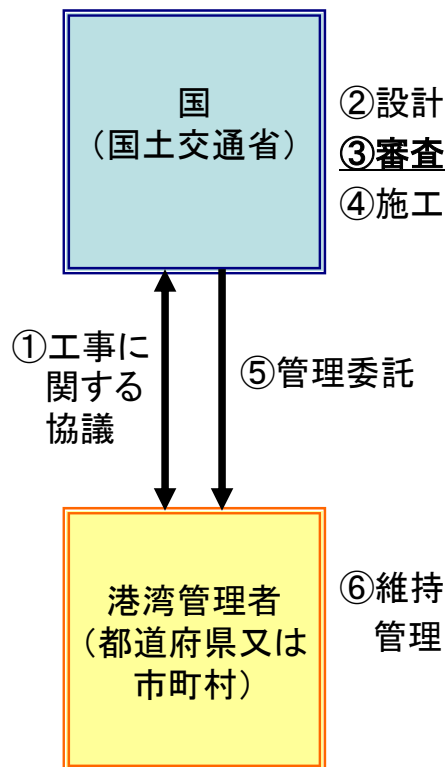 国
（国土交通省）
②設計
③審査
④施工
①工事に
関する
協議
⑤管理委託
港湾管理者
（都道府県又は
市町村）
⑥維持
管理